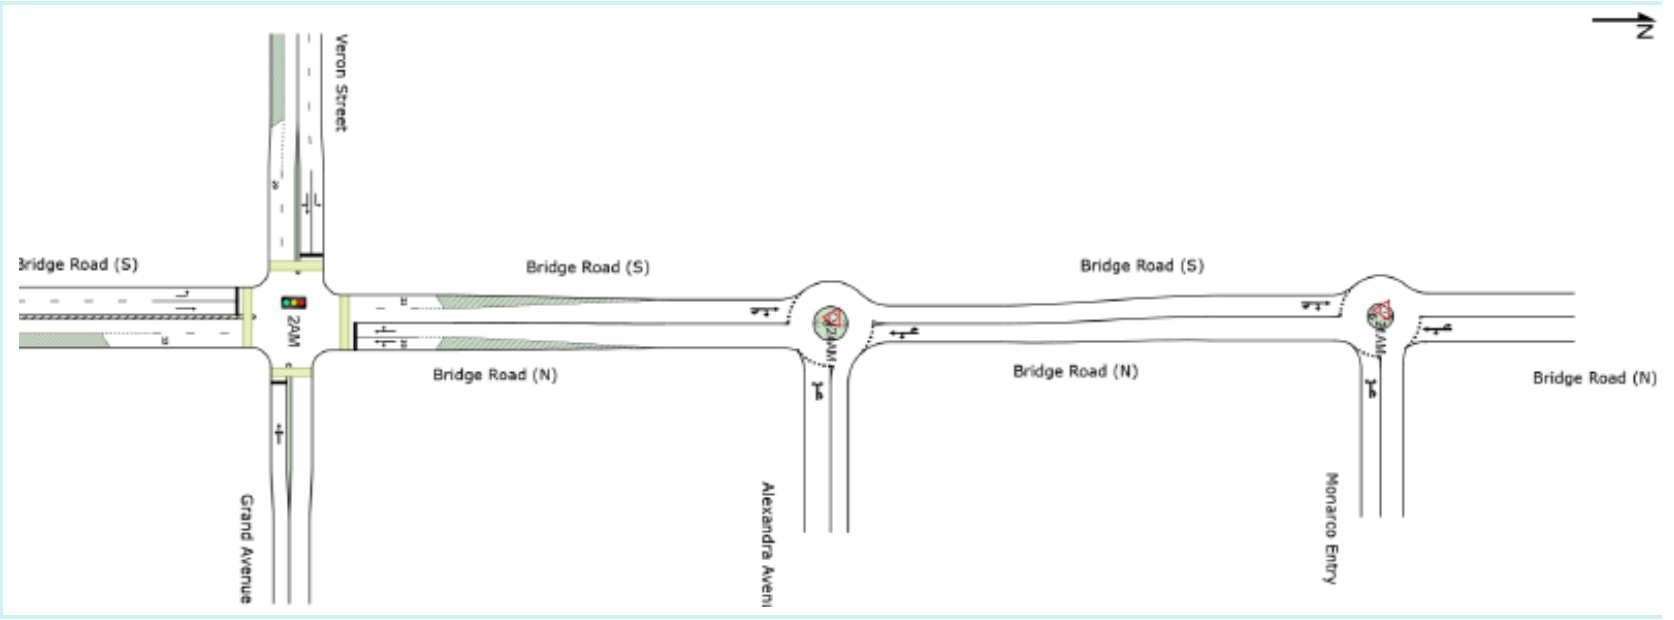 N
Veron Street
Bridge Road (S)
Bridge Road (S)
Bridge Road (S)
2AM
Bridge Road (N)
Bridge Road (N)
Bridge Road (N)
Grand Avenue
Alexandra Aven
Monarco Entry